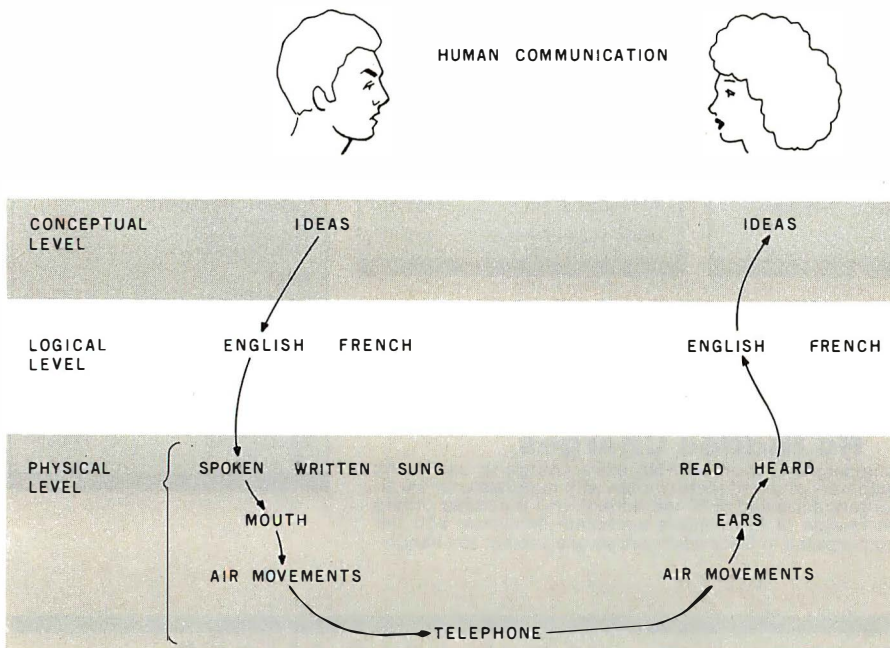 HUMAN COMMUNICATION
CONCEPTUAL LEVEL
IDEAS
IDEAS
LOGICAL LEVEL
ENGLISH FRENCH
ENGLISH FRENCH
PHYSICAL LEVEL
SPOKEN WRITTEN SUNG
READ HEARD
MOUTH
EARS
AIR MOVEMENTS
AIR MOVEMENTS
TELEPHONE